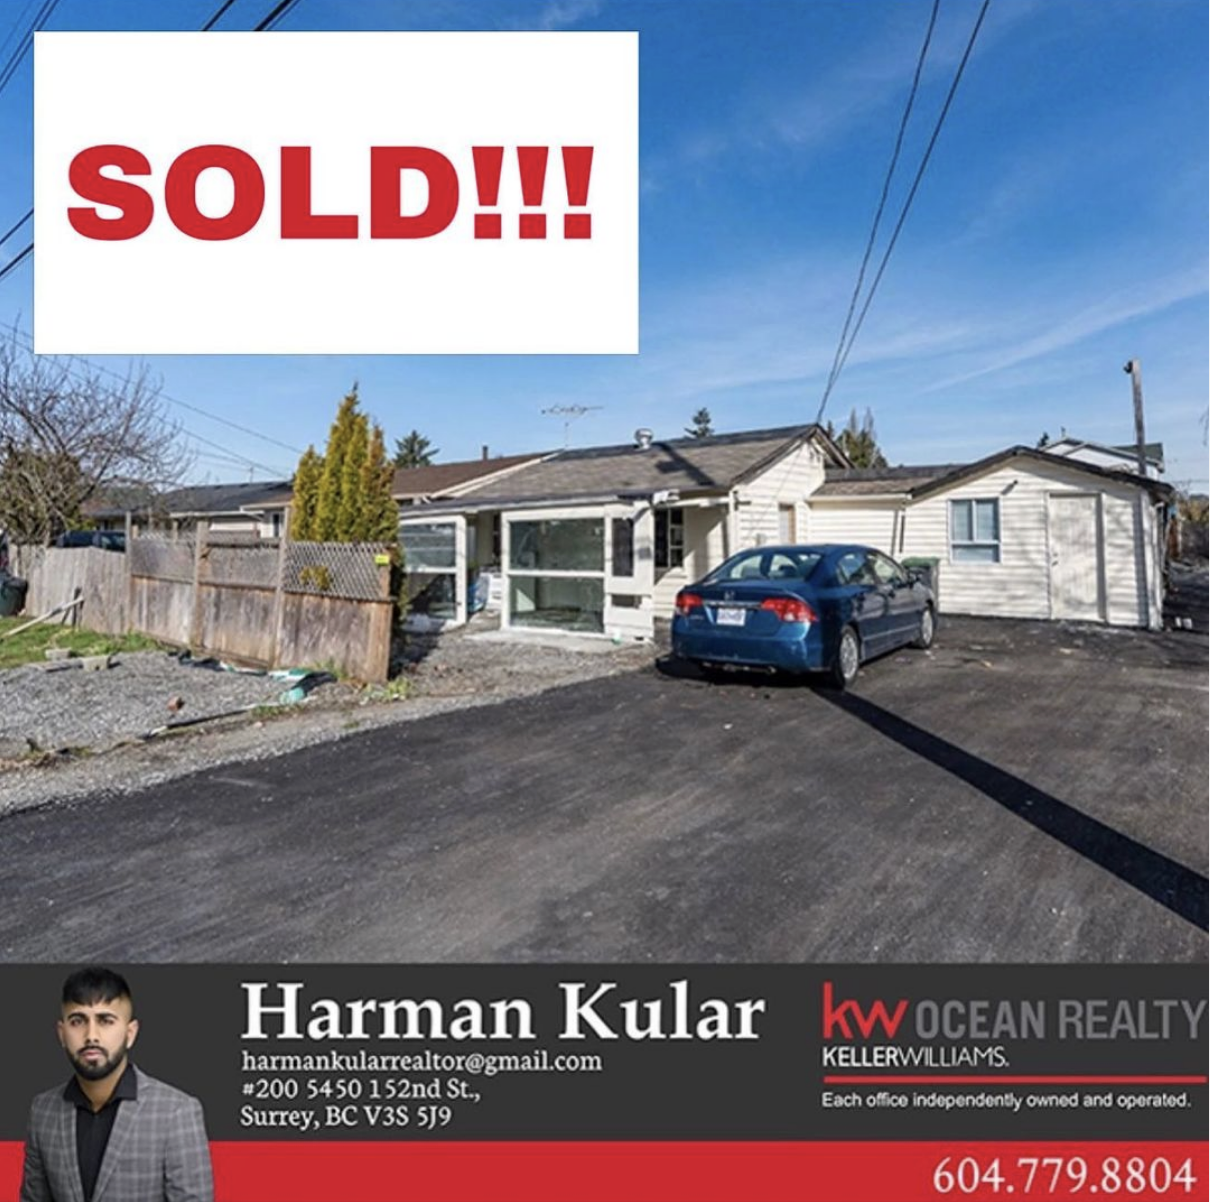 SOLD!!!
Harman Kular
harmankularrealtor@gmail.com
#200 5450 152nd St.,
Surrey, BC V3S 5J9
kw OCEAN REALTY
KELLERWILLIAMS.
Each office independently owned and operated.
604.779.8804